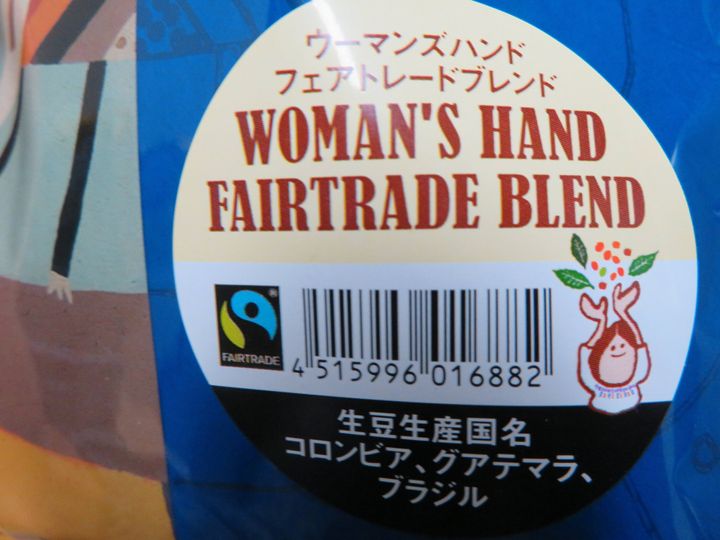 ウーマンズハンド
フェアトレードブレンド
WOMAN'S HAND
FAIRTRADE BLEND
®
FAIRTRADE
4 515996 016882
生豆生産国名
コロンビア、グアテマラ、
ブラジル